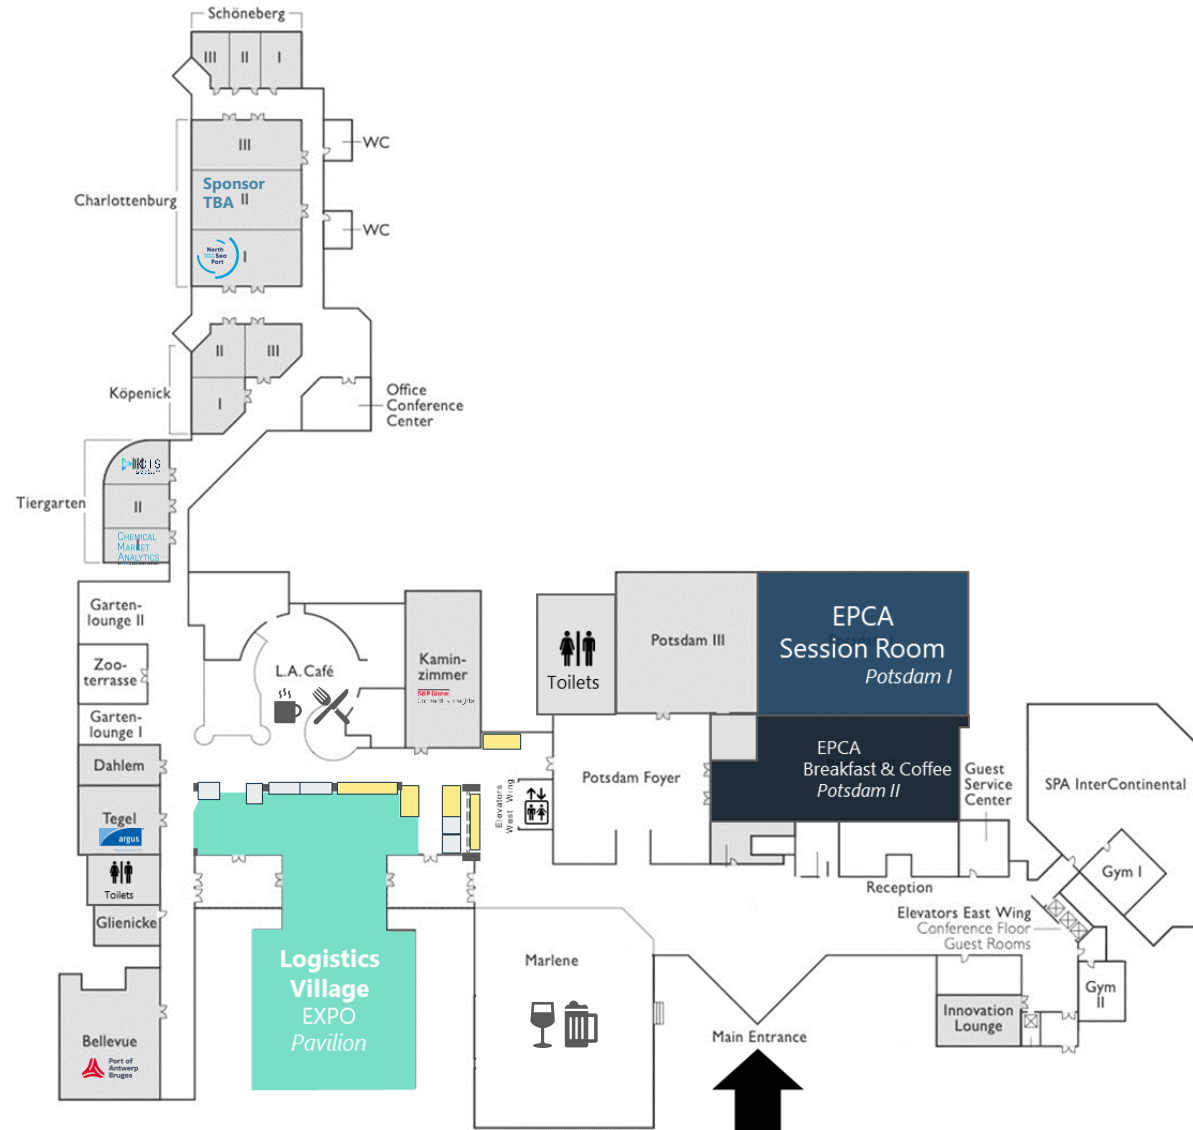 Schöneberg
III
II
I
III
WC
Sponsor
TBA
II
Charlottenburg
WC
North
Sea
Port
I
II
III
Köpenick
I
Office
Conference
Center
Tiergarten
II
CHEMICAL
MARKET
ANALYTICS
Garten-
lounge II
Zoo-
terrasse
Garten-
lounge I
L.A. Café
Kamin-
zimmer
S&P Global
Toilets
Potsdam III
EPCA
Session Room
Potsdam I
EPCA
Breakfast & Coffee
Potsdam II
Dahlem
Tegel
argus
Toilets
Glienicke
Elevators
West Wing
Potsdam Foyer
Guest
Service
Center
SPA InterContinental
Gym I
Reception
Elevators East Wing
Conference Floor
Guest Rooms
Gym
II
Logistics
Village
EXPO
Pavilion
Marlene
Innovation
Lounge
Main Entrance
Bellevue
Port of
Antwerp
Bruges